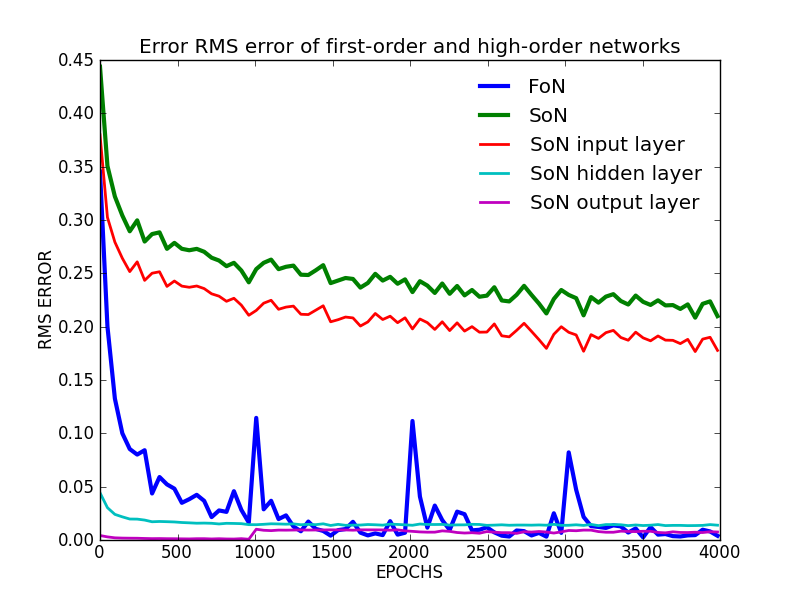 Error RMS error of first-order and high-order networks
0.45
0.40
0.35
0.30
0.25
0.20
0.15
0.10
0.05
0.00
RMS ERROR
FoN
SoN
SoN input layer
SoN hidden layer
SoN output layer
0 500 1000 1500 2000 2500 3000 3500 4000
EPOCHS